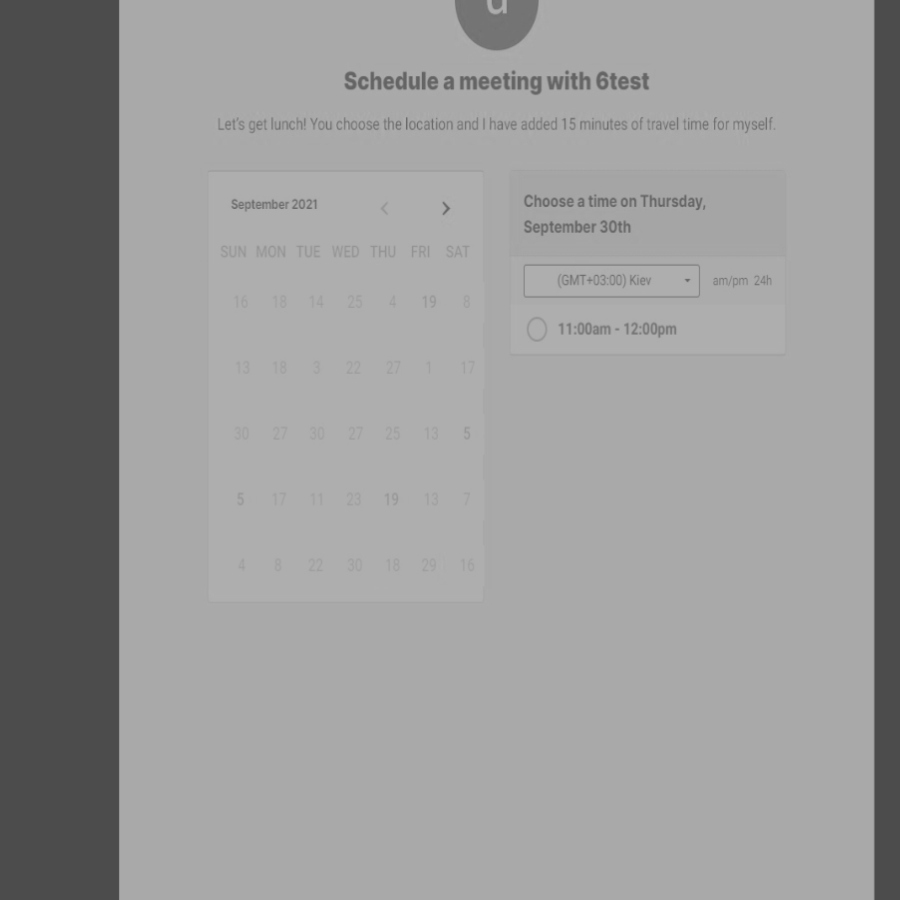 d
Schedule a meeting with 6test
Let's get lunch! You choose the location and I have added 15 minutes of travel time for myself.
September 2021
SUN MON TUE WED THU FRI SAT
16 18 14 25 4 19 8
13 18 3 22 27 1 17
30 27 30 27 25 13 5
5 17 11 23 19 13 7
4 8 22 30 18 29 16
Choose a time on Thursday,
September 30th
(GMT+03:00) Kiev am/pm 24h
11:00am - 12:00pm